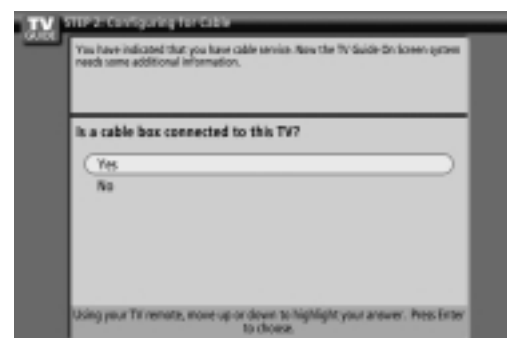 TV
GUIDE
STEP 2: Configuring for Cable
You have indicated that you have cable service. Now the TV Guide On Screen system
needs some additional information.
Is a cable box connected to this TV?
Yes
No
Using your TV remote, move up or down to highlight your answer. Press Enter
to choose.